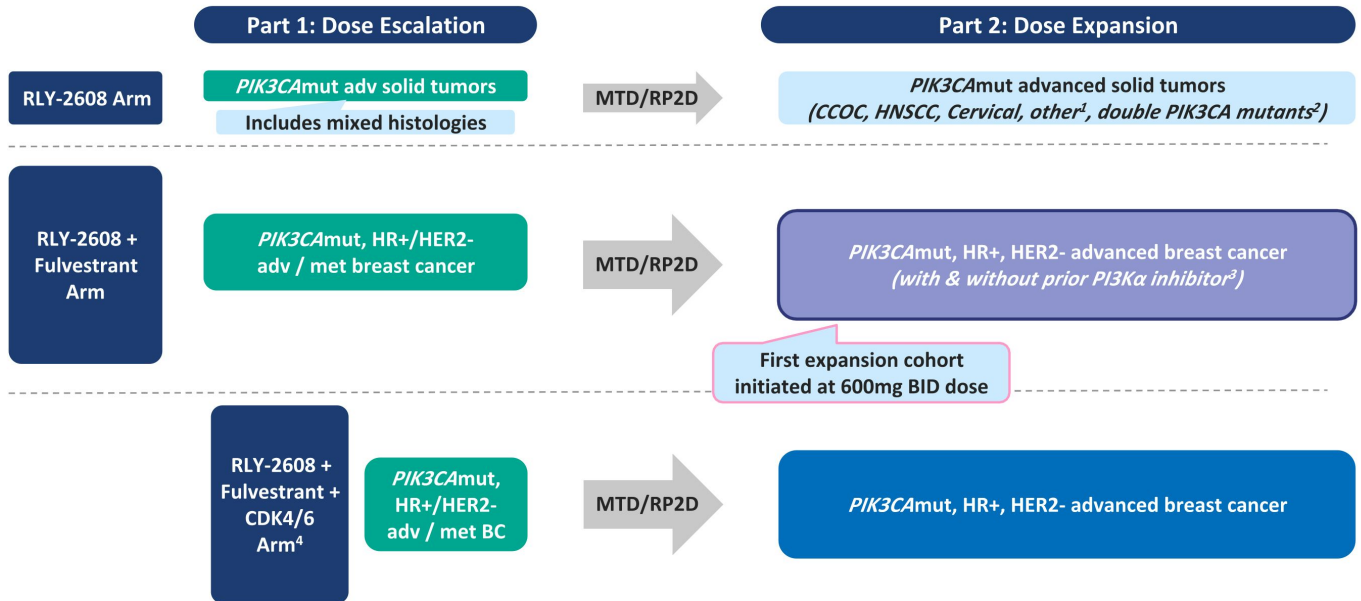 Part 1: Dose Escalation
Part 2: Dose Expansion
RLY-2608 Arm
PIK3CAmut adv solid tumors
Includes mixed histologies
MTD/RP2D
PIK3CAmut advanced solid tumors
(CCOC, HNSCC, Cervical, other¹, double PIK3CA mutants²)
RLY-2608 +
Fulvestrant
Arm
PIK3CAmut, HR+/HER2-
adv / met breast cancer
MTD/RP2D
PIK3CAmut, HR+, HER2- advanced breast cancer
(with & without prior PI3Kα inhibitor³)
First expansion cohort
initiated at 600mg BID dose
RLY-2608 +
Fulvestrant +
CDK4/6
Arm⁴
PIK3CAmut,
HR+/HER2-
adv / met BC
MTD/RP2D
PIK3CAmut, HR+, HER2- advanced breast cancer